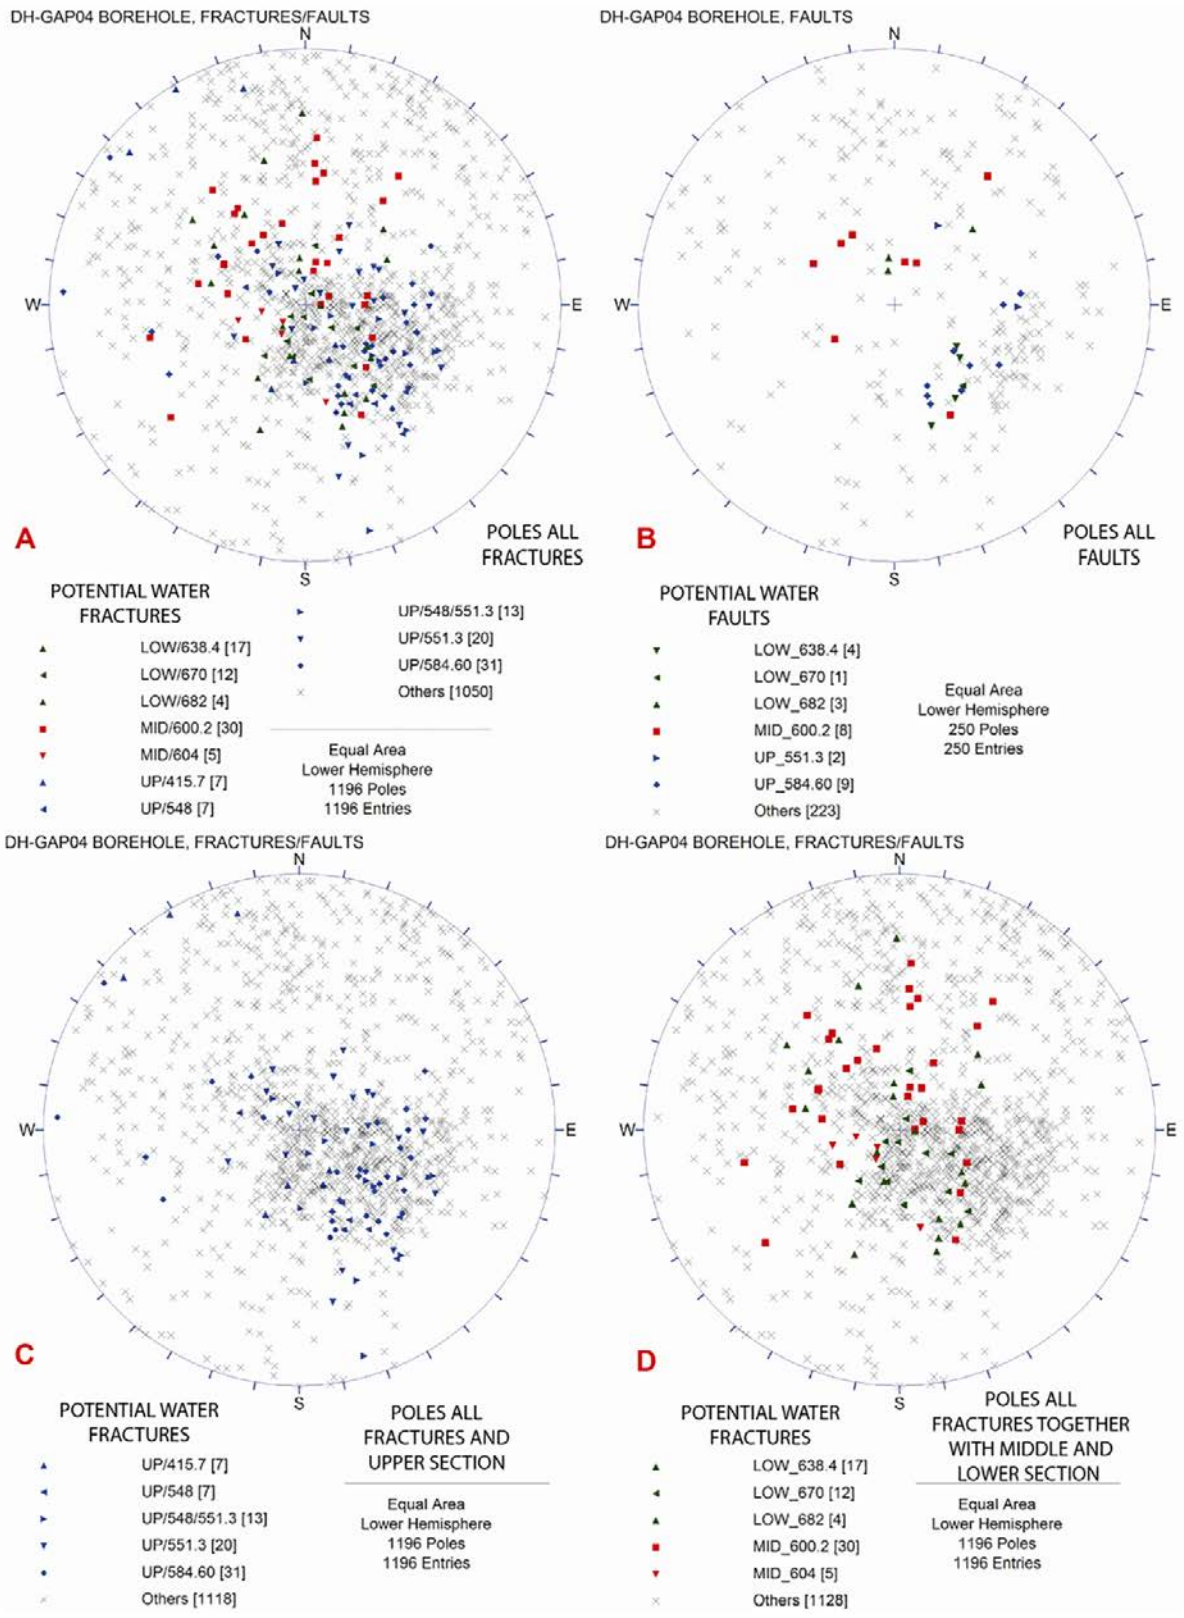 DH-GAP04 BOREHOLE, FRACTURES/FAULTS
N
W
E
S
A
POLES ALL
FRACTURES
POTENTIAL WATER
FRACTURES
LOW/638.4 [17]
LOW/670 [12]
LOW/682 [4]
MID/600.2 [30]
MID/604 [5]
UP/415.7 [7]
UP/548 [7]
UP/548/551.3 [13]
UP/551.3 [20]
UP/584.60 [31]
Others [1050]
Equal Area
Lower Hemisphere
1196 Poles
1196 Entries
DH-GAP04 BOREHOLE, FAULTS
N
W
E
S
B
POLES ALL
FAULTS
POTENTIAL WATER
FAULTS
LOW_638.4 [4]
LOW_670 [1]
LOW_682 [3]
MID_600.2 [8]
UP_551.3 [2]
UP_584.60 [9]
Others [223]
Equal Area
Lower Hemisphere
250 Poles
250 Entries
DH-GAP04 BOREHOLE, FRACTURES/FAULTS
N
W
E
S
C
POTENTIAL WATER
FRACTURES
UP/415.7 [7]
UP/548 [7]
UP/548/551.3 [13]
UP/551.3 [20]
UP/584.60 [31]
Others [1118]
POLES ALL
FRACTURES AND
UPPER SECTION
Equal Area
Lower Hemisphere
1196 Poles
1196 Entries
DH-GAP04 BOREHOLE, FRACTURES/FAULTS
N
W
E
S
D
POTENTIAL WATER
FRACTURES
LOW_638.4 [17]
LOW_670 [12]
LOW_682 [4]
MID_600.2 [30]
MID_604 [5]
Others [1128]
POLES ALL
FRACTURES TOGETHER
WITH MIDDLE AND
LOWER SECTION
Equal Area
Lower Hemisphere
1196 Poles
1196 Entries